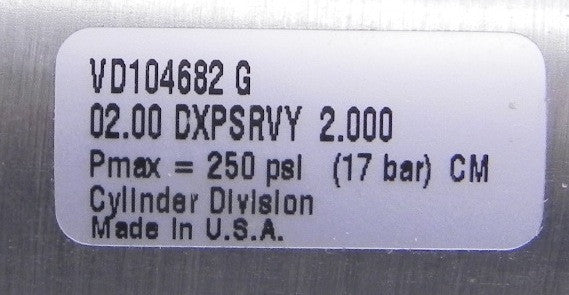 VD104682 G
02.00 DXPSRVY 2.000
Pmax = 250 psi (17 bar) CM
Cylinder Division
Made In U.S.A.